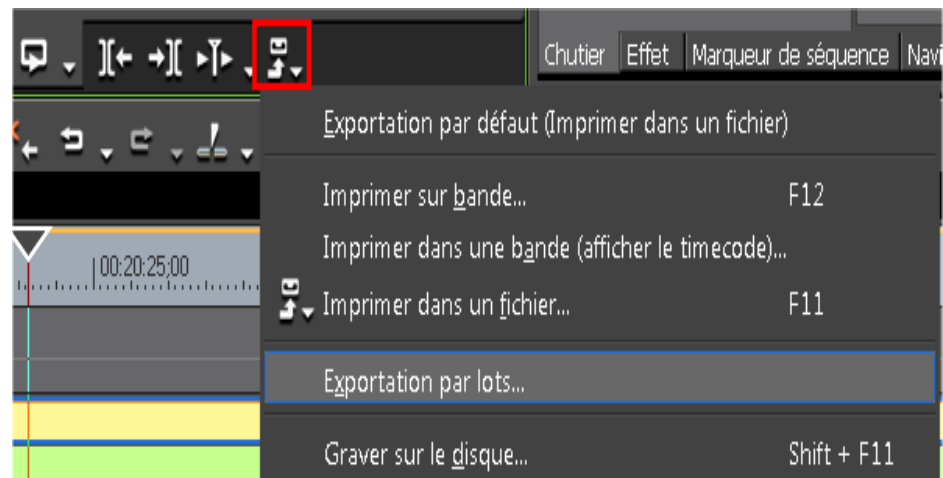 Chutier Effet Marqueur de séquence Navi
Exportation par défaut (Imprimer dans un fichier)
Imprimer sur bande... F12
Imprimer dans une bande (afficher le timecode)...
00:20:25;00
Imprimer dans un fichier... F11
Exportation par lots...
Graver sur le disque... Shift + F11